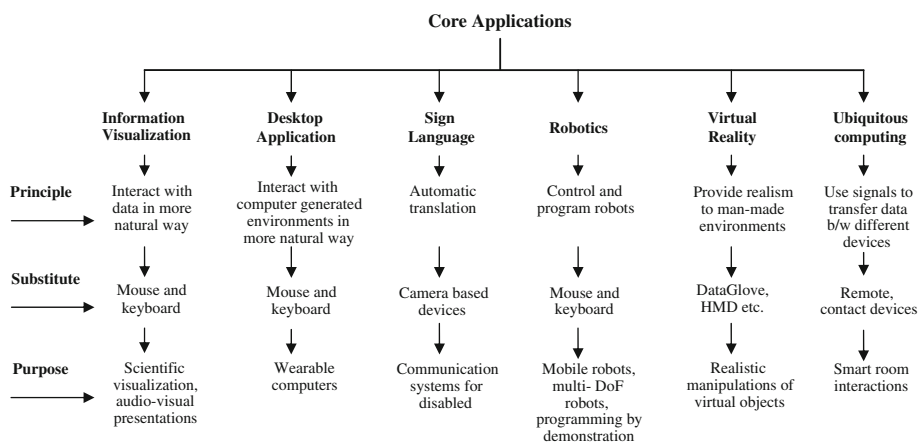 Core Applications
Information
Visualization
Desktop
Application
Sign
Language
Robotics
Virtual
Reality
Ubiquitous
computing
Principle
Interact with
data in more
natural way
Interact with
computer generated
environments in
more natural way
Automatic
translation
Control and
program robots
Provide realism
to man-made
environments
Use signals to
transfer data
b/w different
devices
Substitute
Mouse and
keyboard
Mouse and
keyboard
Camera based
devices
Mouse and
keyboard
DataGlove,
HMD etc.
Remote,
contact devices
Purpose
Scientific
visualization,
audio-visual
presentations
Wearable
computers
Communication
systems for
disabled
Mobile robots,
multi- DoF
robots,
programming by
demonstration
Realistic
manipulations of
virtual objects
Smart room
interactions